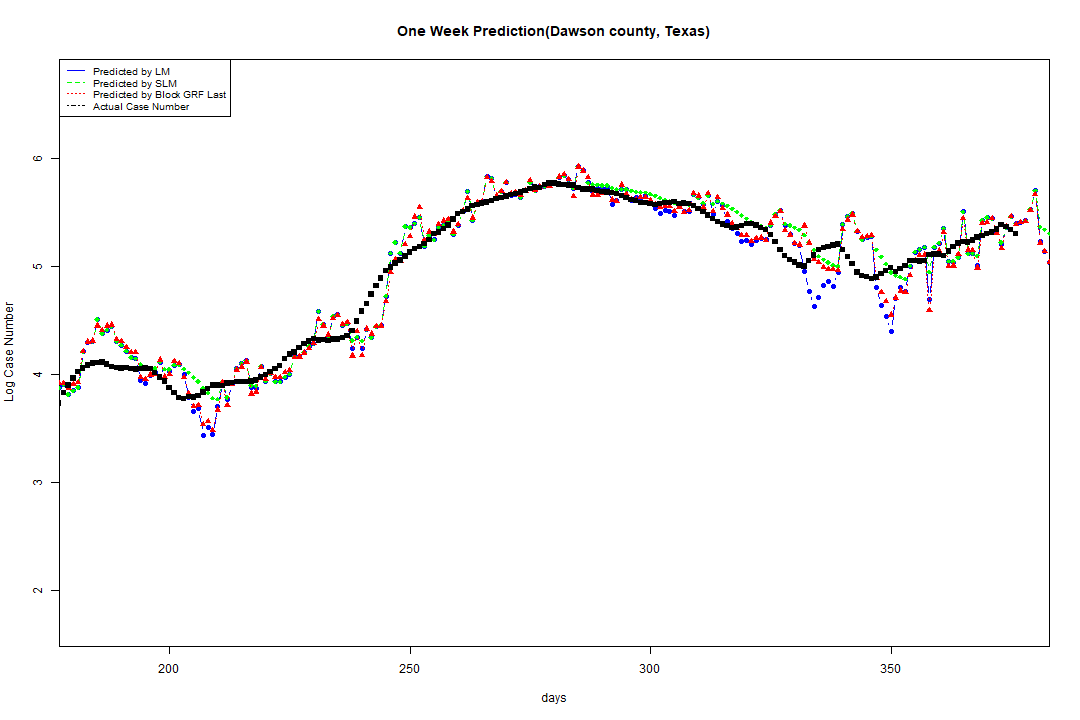 One Week Prediction(Dawson county, Texas)
Predicted by LM
Predicted by SLM
Predicted by Block GRF Last
Actual Case Number
6
5
4
3
2
Log Case Number
200 250 300 350
days